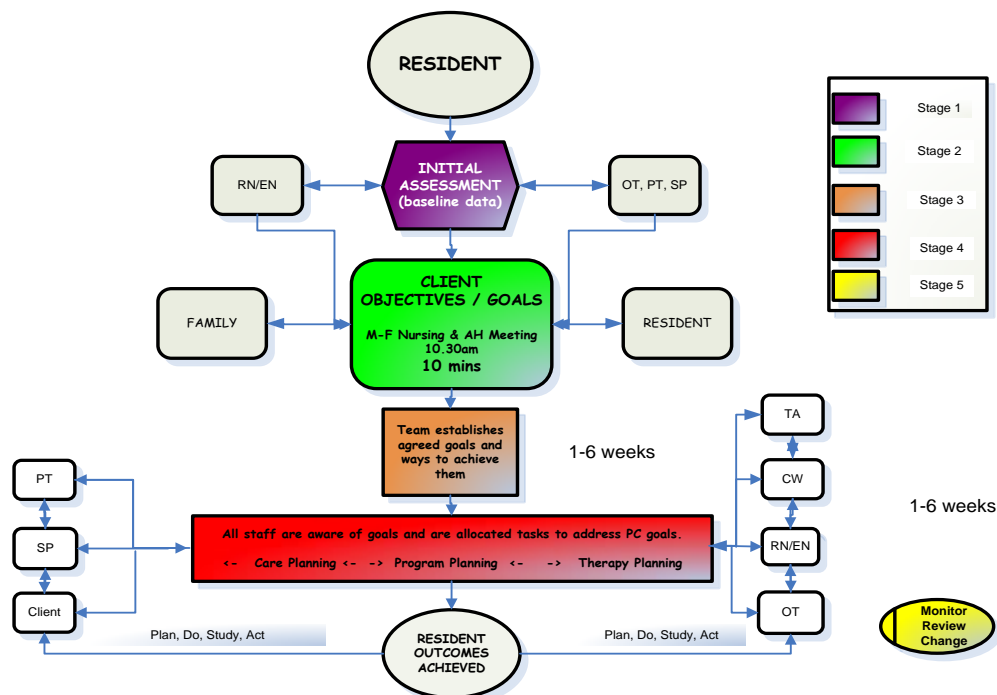 RESIDENT
Stage 1
Stage 2
Stage 3
Stage 4
Stage 5
INITIAL
ASSESSMENT
(baseline data)
RN/EN
OT, PT, SP
CLIENT
OBJECTIVES / GOALS
M-F Nursing & AH Meeting
10.30am
10 mins
FAMILY
RESIDENT
Team establishes
agreed goals and
ways to achieve
them
1-6 weeks
TA
CW
RN/EN
OT
1-6 weeks
PT
SP
Client
All staff are aware of goals and are allocated tasks to address PC goals.
<- Care Planning <- -> Program Planning <- -> Therapy Planning
Plan, Do, Study, Act
RESIDENT
OUTCOMES
ACHIEVED
Plan, Do, Study, Act
Monitor
Review
Change